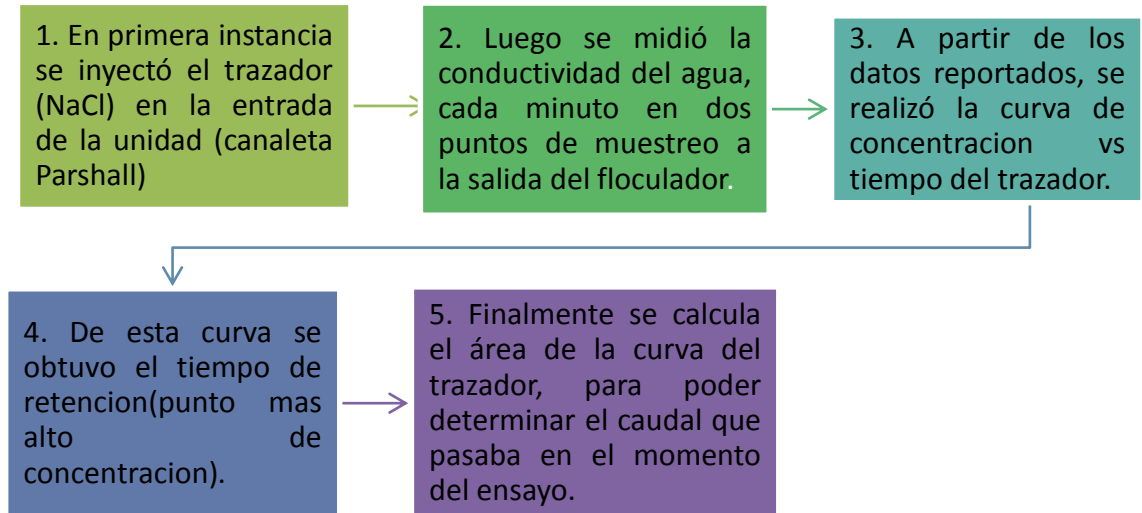 1. En primera instancia
se inyectó el trazador
(NaCl) en la entrada
de la unidad (canaleta
Parshall)
2. Luego se midió la
conductividad del agua,
cada minuto en dos
puntos de muestreo a
la salida del floculador.
3. A partir de los
datos reportados, se
realizó la curva de
concentracion vs
tiempo del trazador.
4. De esta curva se
obtuvo el tiempo de
retencion(punto mas
alto de
concentracion).
5. Finalmente se calcula
el área de la curva del
trazador, para poder
determinar el caudal que
pasaba en el momento
del ensayo.